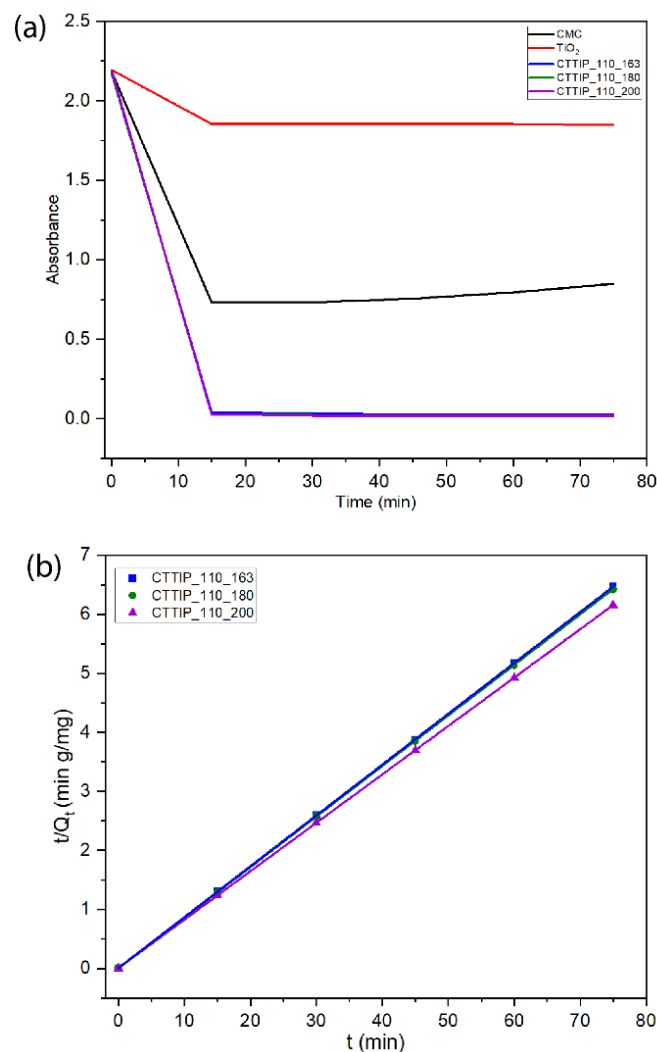 (a)
2.5
2.0
1.5
1.0
0.5
0.0
Absorbance
0 10 20 30 40 50 60 70 80
Time (min)
CMC
TiO₂
CTTIP_110_163
CTTIP_110_180
CTTIP_110_200
(b)
7
6
5
4
3
2
1
0
t/Qₜ (min g/mg)
0 10 20 30 40 50 60 70 80
t (min)
CTTIP_110_163
CTTIP_110_180
CTTIP_110_200